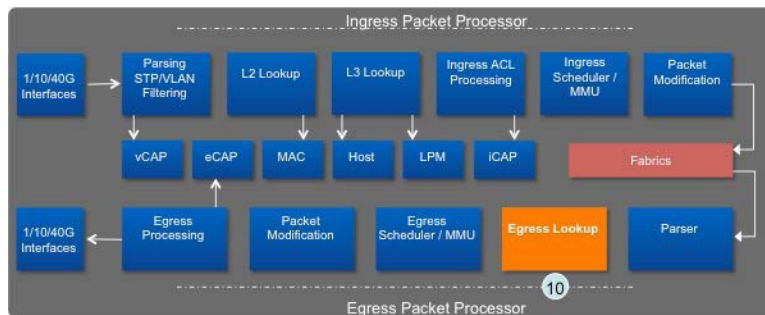 Ingress Packet Processor
1/10/40G
Interfaces
Parsing
STP/VLAN
Filtering
L2 Lookup
L3 Lookup
Ingress ACL
Processing
Ingress
Scheduler /
MMU
Packet
Modification
vCAP
eCAP
MAC
Host
LPM
iCAP
Fabrics
1/10/40G
Interfaces
Egress
Processing
Packet
Modification
Egress
Scheduler / MMU
Egress Lookup
Parser
10
Egress Packet Processor